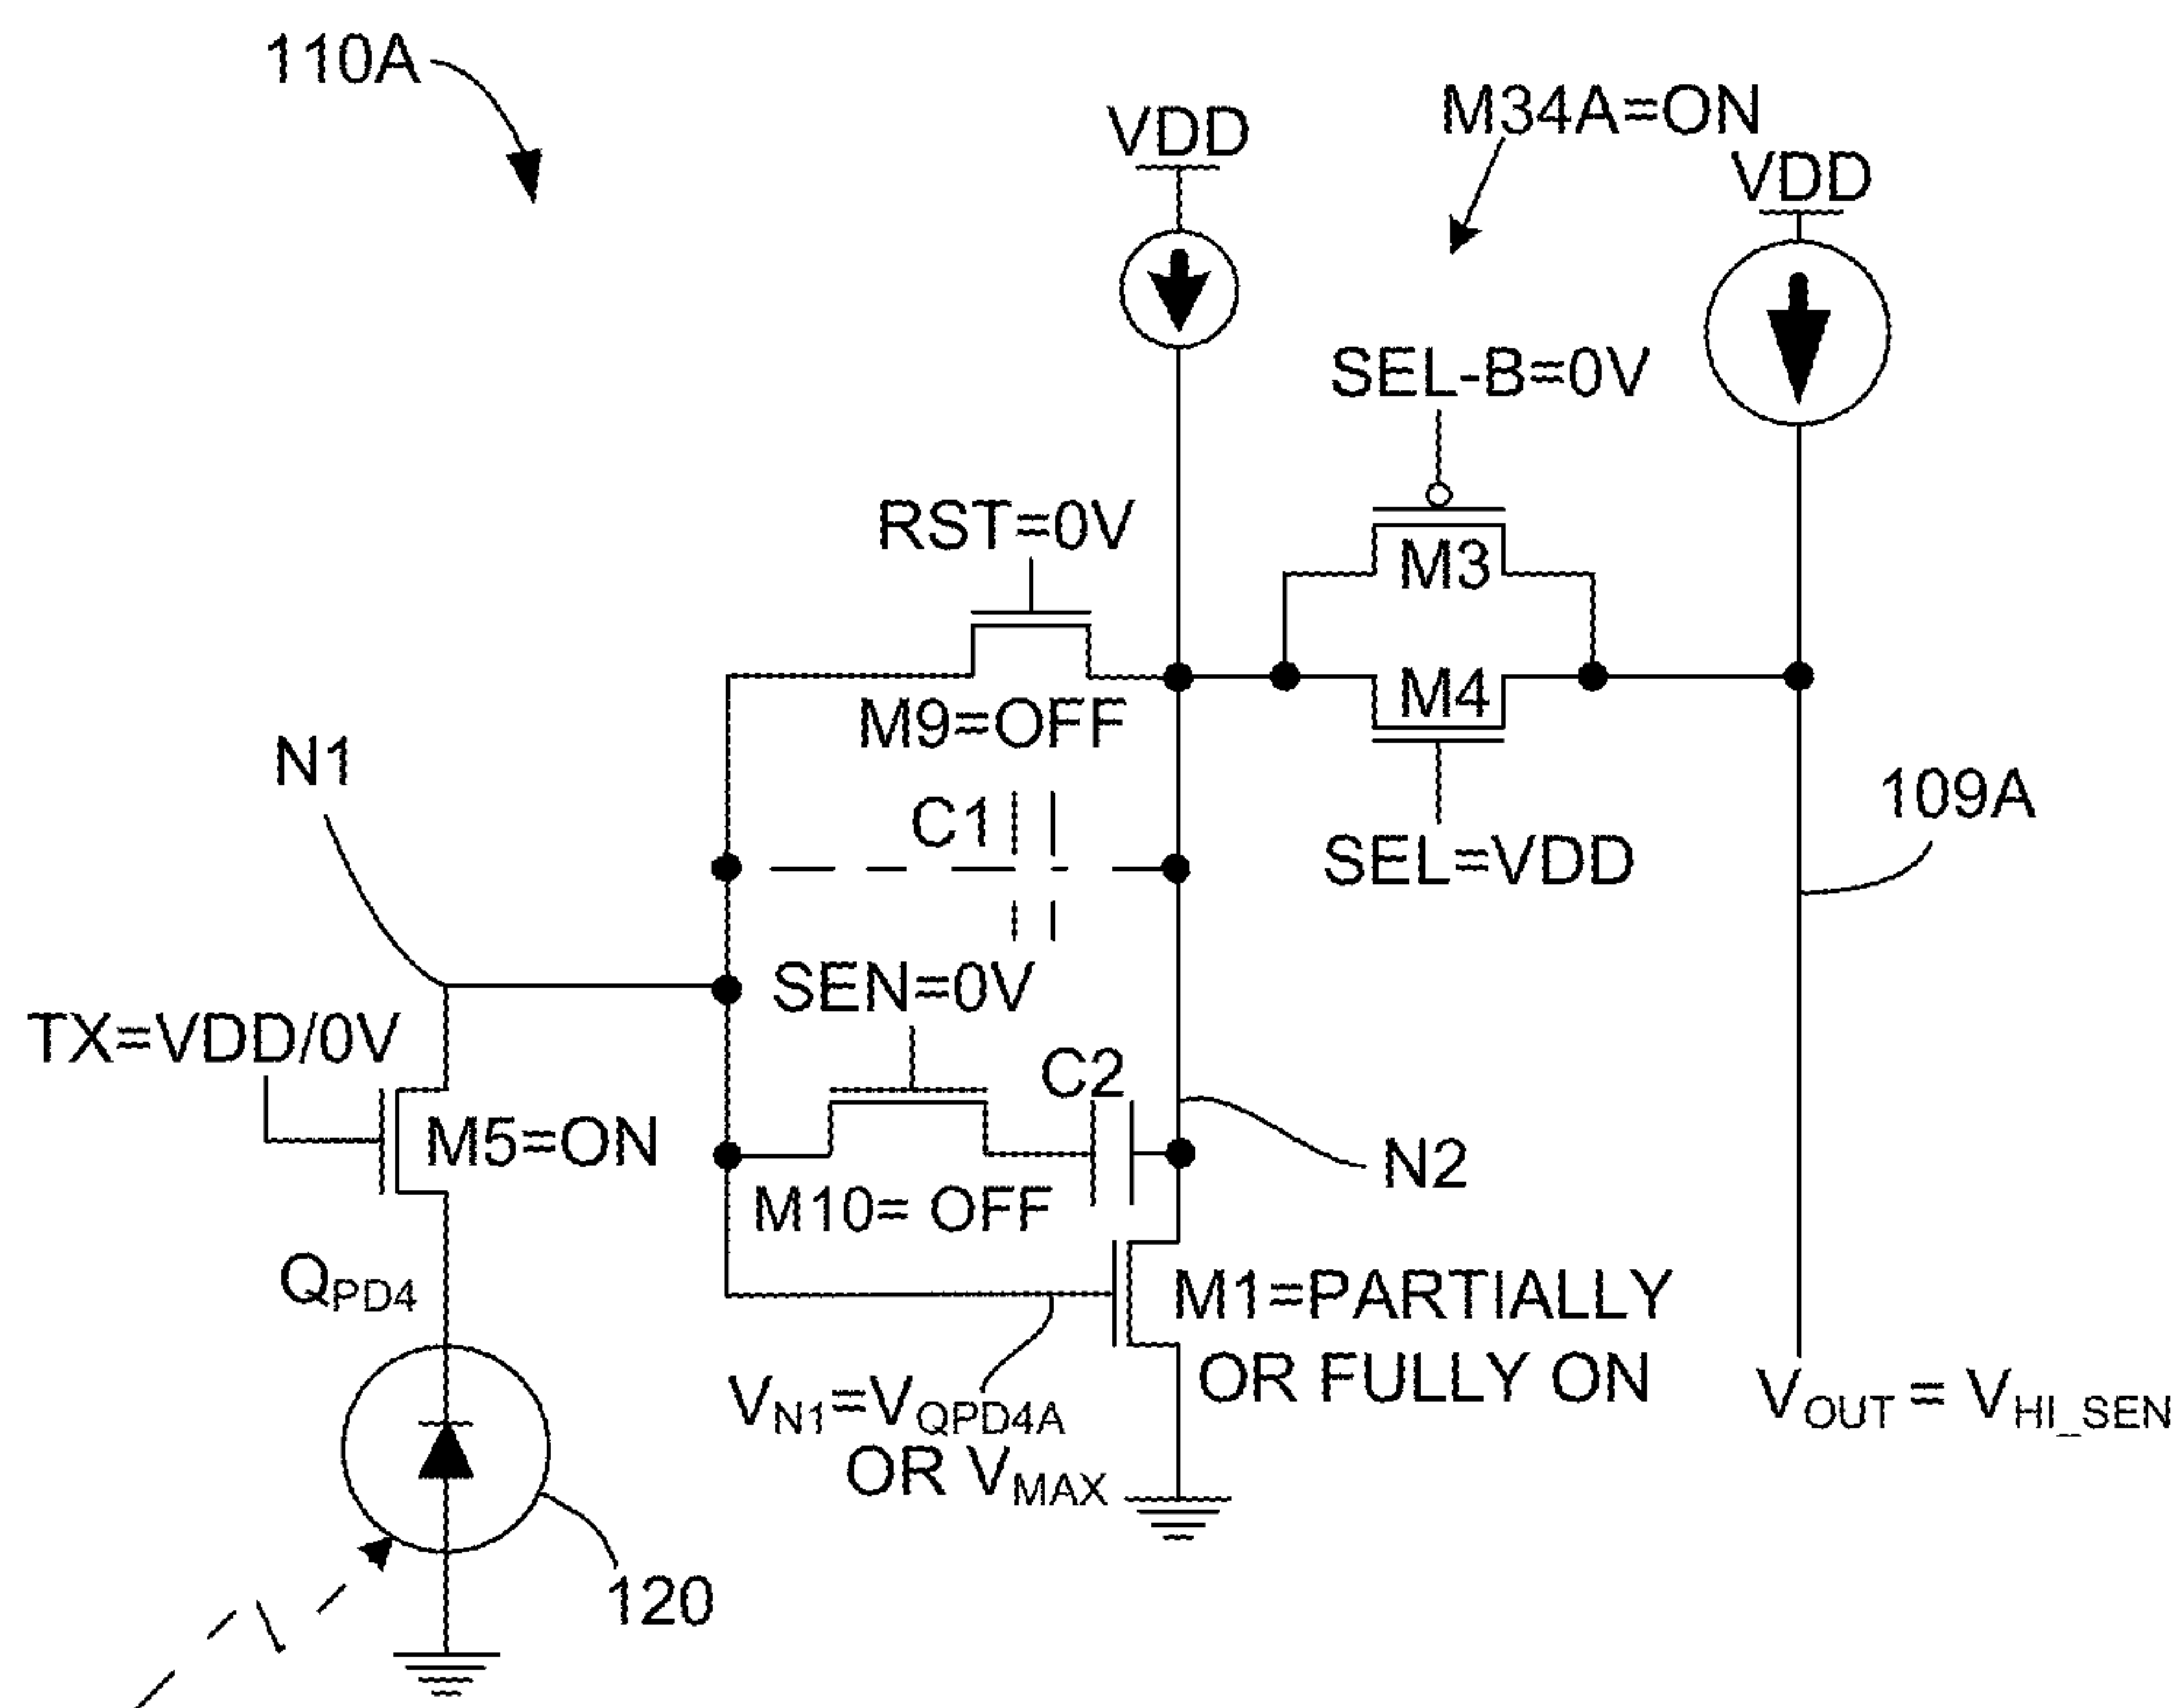 110A
VDD
M34A=ON
VDD
SEL-B=0V
RST=0V
M3
M4
M9=OFF
N1
C1
109A
SEL=VDD
SEN=0V
TX=VDD/0V
C2
M5=ON
N2
M10= OFF
QPD4
M1=PARTIALLY
OR FULLY ON
VN1=VQPD4A
OR VMAX
VOUT = VHI_SEN
120